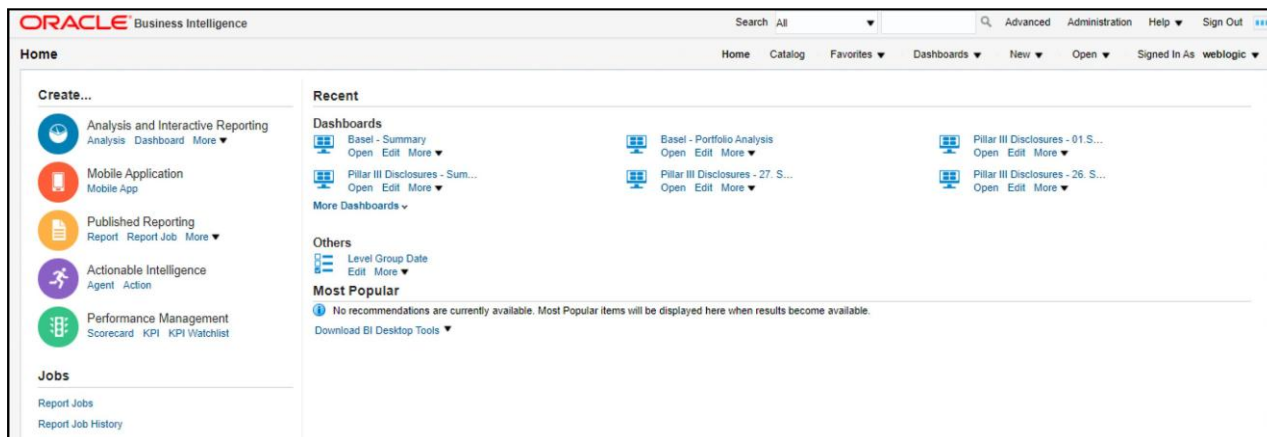 ORACLE Business Intelligence Search All Advanced Administration Help Sign Out
Home Home Catalog Favorites Dashboards New Open Signed In As weblogic
Create...
Analysis and Interactive Reporting
Analysis Dashboard More
Mobile Application
Mobile App
Published Reporting
Report Report Job More
Actionable Intelligence
Agent Action
Performance Management
Scorecard KPI KPI Watchlist
Jobs
Report Jobs
Report Job History
Recent
Dashboards
Basel - Summary Basel - Portfolio Analysis Pillar III Disclosures - 01.S...
Open Edit More Open Edit More Open Edit More
Pillar III Disclosures - Sum... Pillar III Disclosures - 27. S... Pillar III Disclosures - 26. S...
Open Edit More Open Edit More Open Edit More
More Dashboards
Others
Level Group Date
Edit More
Most Popular
No recommendations are currently available. Most Popular items will be displayed here when results become available.
Download BI Desktop Tools